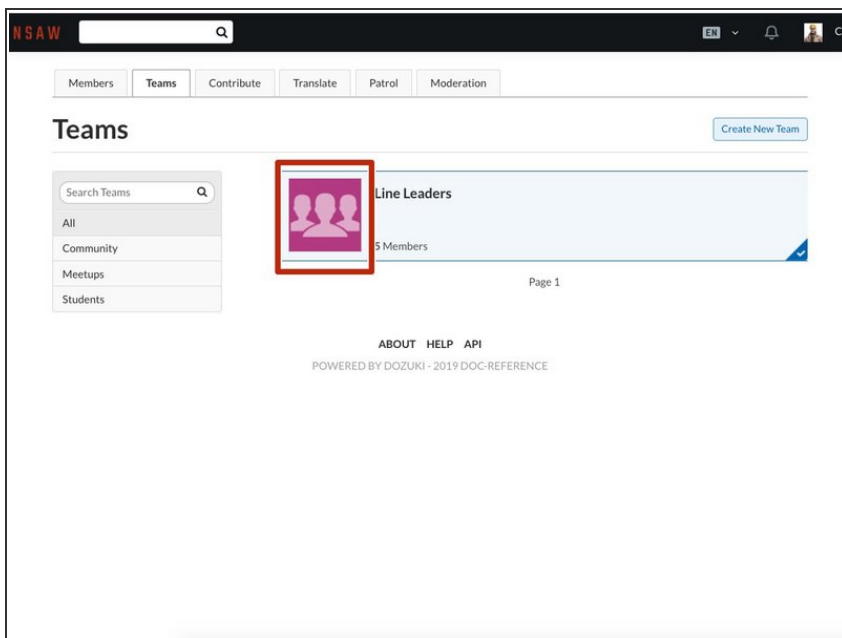 NSAW
EN
C
Members Teams Contribute Translate Patrol Moderation
Teams
Create New Team
Search Teams
All
Community
Meetups
Students
Line Leaders
5 Members
Page 1
ABOUT HELP API
POWERED BY DOZUKI - 2019 DOC-REFERENCE